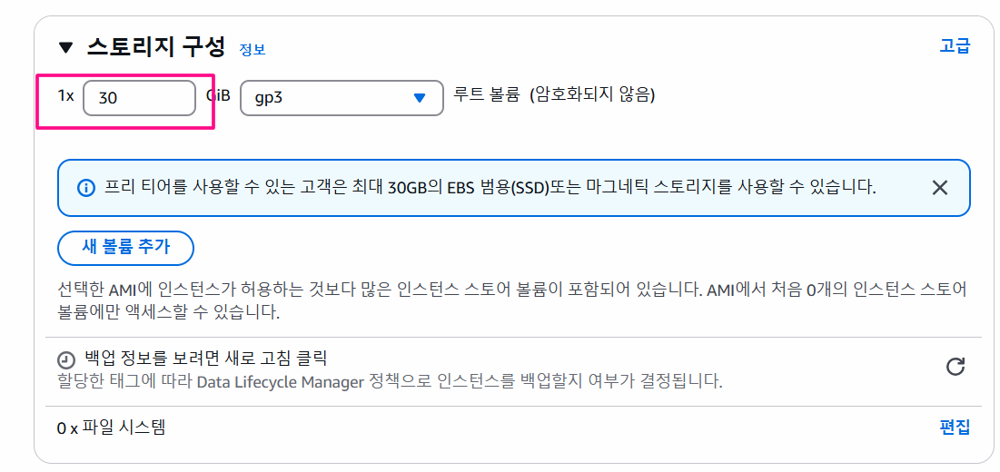 ▼ 스토리지 구성 정보 고급
1x 30 GiB gp3 루트 볼륨 (암호화되지 않음)
프리 티어를 사용할 수 있는 고객은 최대 30GB의 EBS 범용(SSD)또는 마그네틱 스토리지를 사용할 수 있습니다.
새 볼륨 추가
선택한 AMI에 인스턴스가 허용하는 것보다 많은 인스턴스 스토어 볼륨이 포함되어 있습니다. AMI에서 처음 0개의 인스턴스 스토어
볼륨에만 액세스할 수 있습니다.
백업 정보를 보려면 새로 고침 클릭
할당한 태그에 따라 Data Lifecycle Manager 정책으로 인스턴스를 백업할지 여부가 결정됩니다.
0 x 파일 시스템 편집